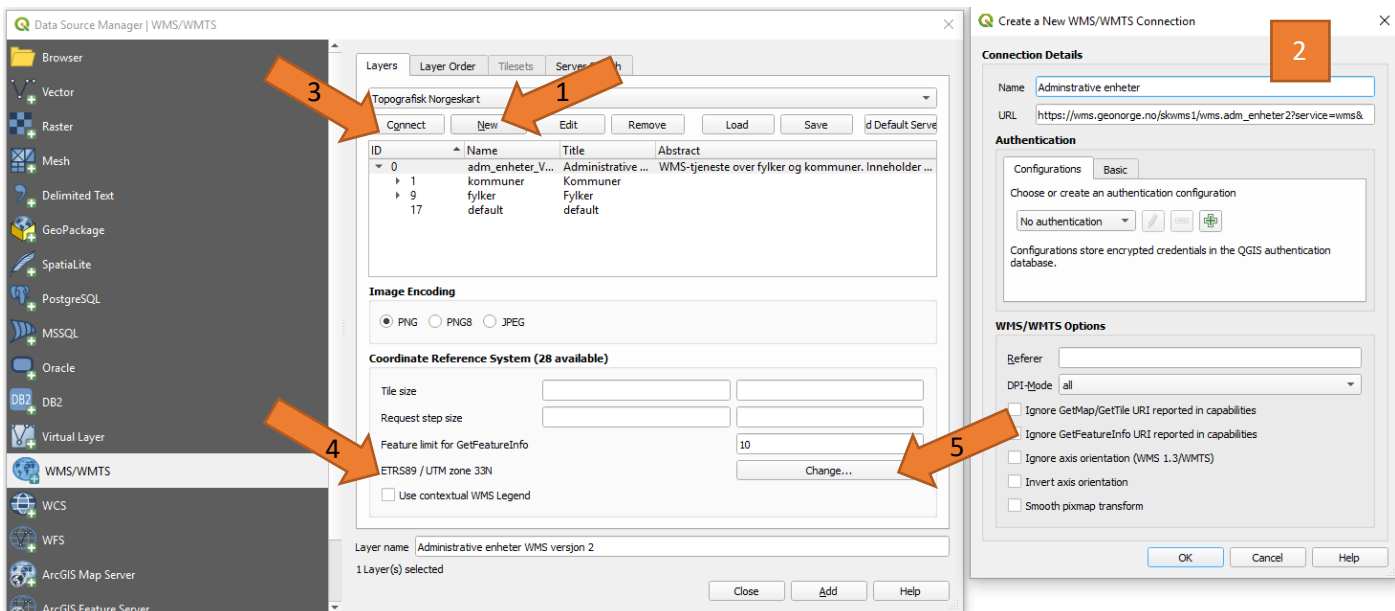 Data Source Manager | WMS/WMTS
Browser
Vector
Raster
Mesh
Delimited Text
GeoPackage
SpatiaLite
PostgreSQL
MSSQL
Oracle
DB2
DB2
Virtual Layer
WMS/WMTS
WCS
WFS
ArcGIS Map Server
ArcGIS Feature Server
Layers Layer Order Tilesets
3
1
Topografisk Norgeskart
Connect New Edit Remove Load Save d Default Serve
ID Name Title Abstract
0 adm_enheter_V... Administrative ... WMS-tjeneste over fylker og kommuner. Inneholder ...
1 kommuner Kommuner
9 fylker Fylker
17 default default
Image Encoding
PNG PNG8 JPEG
Coordinate Reference System (28 available)
Tile size
Request step size
Feature limit for GetFeatureInfo 10
4
5
ETRS89 / UTM zone 33N Change...
Use contextual WMS Legend
Layer name Administrative enheter WMS versjon 2
1 Layer(s) selected
Close Add Help
Create a New WMS/WMTS Connection
2
Connection Details
Name Adminstrative enheter
URL https://wms.geonorge.no/skwms1/wms.adm_enheter2?service=wms&
Authentication
Configurations Basic
Choose or create an authentication configuration
No authentication
Configurations store encrypted credentials in the QGIS authentication
database.
WMS/WMTS Options
Referer
DPI-Mode all
Ignore GetMap/GetTile URI reported in capabilities
Ignore GetFeatureInfo URI reported in capabilities
Ignore axis orientation (WMS 1.3/WMTS)
Invert axis orientation
Smooth pixmap transform
OK Cancel Help